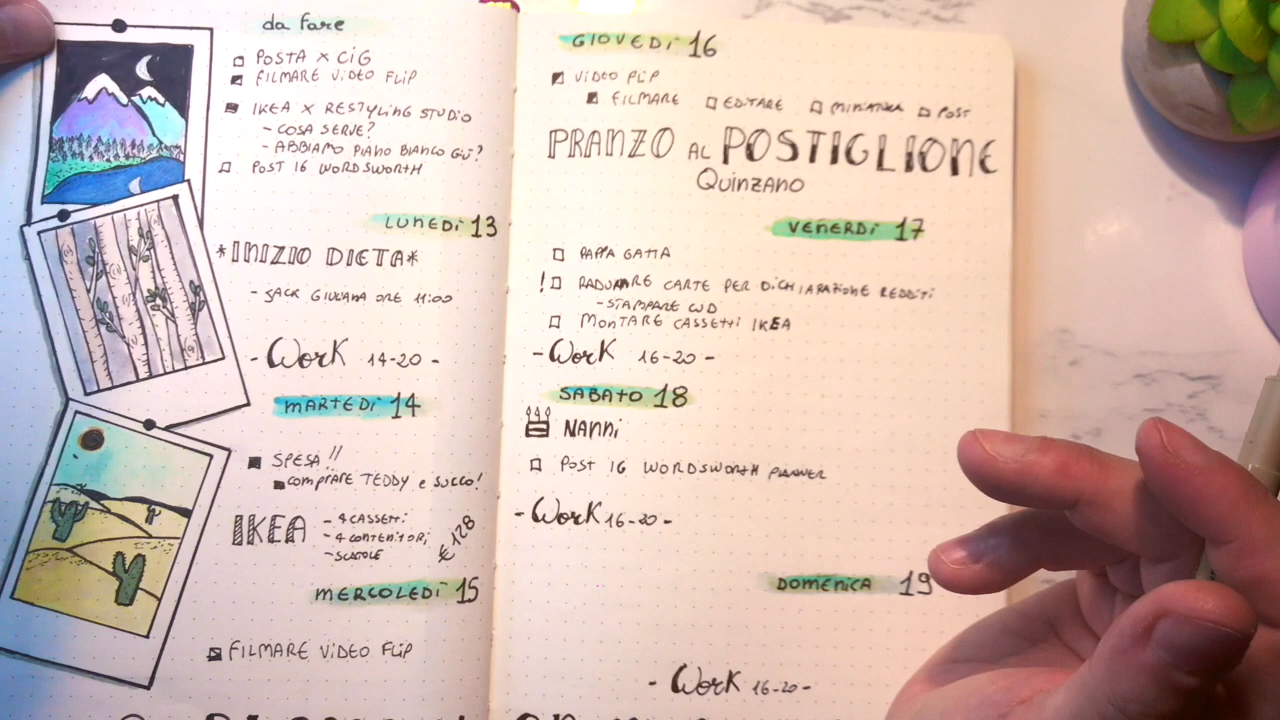 da fare
POSTA x CIG
FILMARE VIDEO FLIP
IKEA x RESTYLING STUDIO
- COSA SERVE?
- ABBIAMO PIANO BIANCO GIÙ?
POST 16 WORDSWORTH
LUNEDì 13
*INIZIO DIETA*
- JACK GIULIANA ORE 11:00
- Work 14-20 -
MARTEDì 14
SPESA!!
COMPRARE TEDDY e SUCCO!
IKEA
- 4 CASSETTi
- 4 CONTENITORi
- SCATOLE
€ 128
MERCOLEDì 15
FILMARE VIDEO FLIP
GIOVEDì 16
VIDEO FLIP
FILMARE EDITARE MINIATURA POST
PRANZO AL POSTIGLIONE
Quinzano
VENERDì 17
PAPPA GATTA
! RADUNARE CARTE PER DICHIARAZIONE REDDITI
- STAMPARE CUD
MONTARE CASSETTI IKEA
- Work 16-20 -
SABATO 18
NANNi
POST 16 WORDSWORTH PLANNER
- Work 16-20 -
DOMENICA 19
- Work 16-20 -